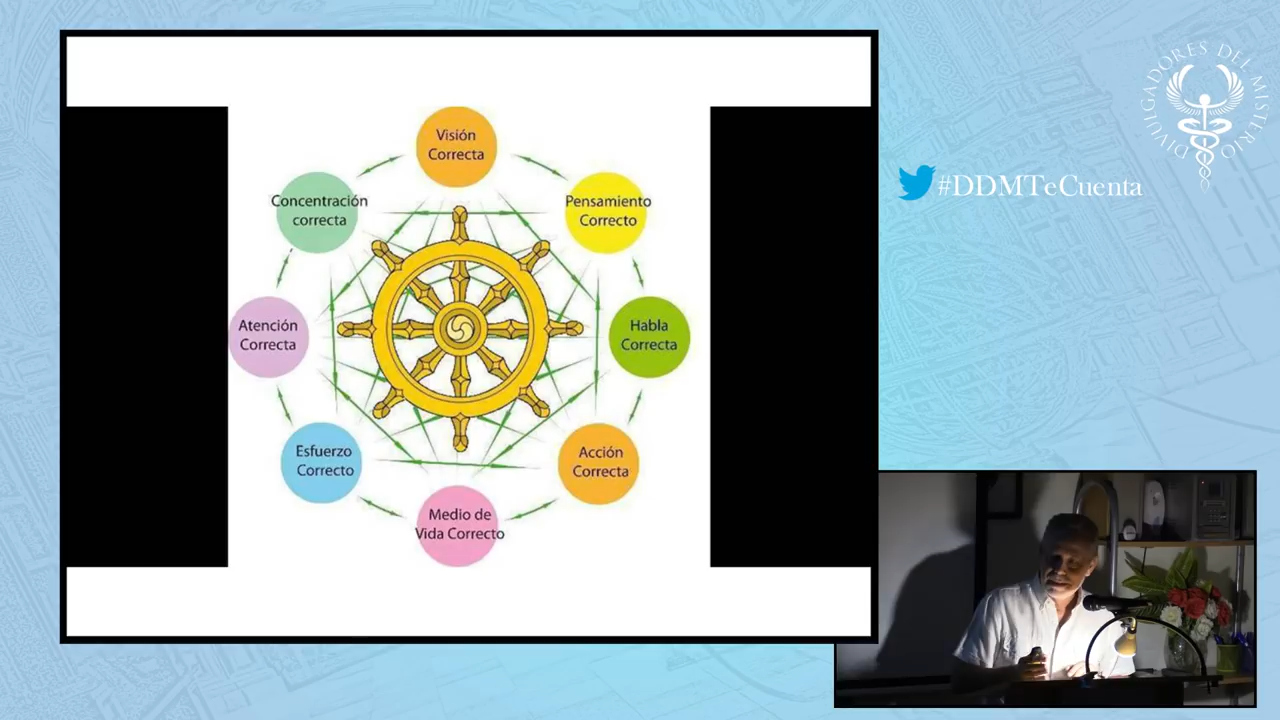 Visión
Correcta
Concentración
correcta
Pensamiento
Correcto
Atención
Correcta
Habla
Correcta
Esfuerzo
Correcto
Acción
Correcta
Medio de
Vida Correcto
DIVULGADORES DEL MISTERIO
#DDMTeCuenta